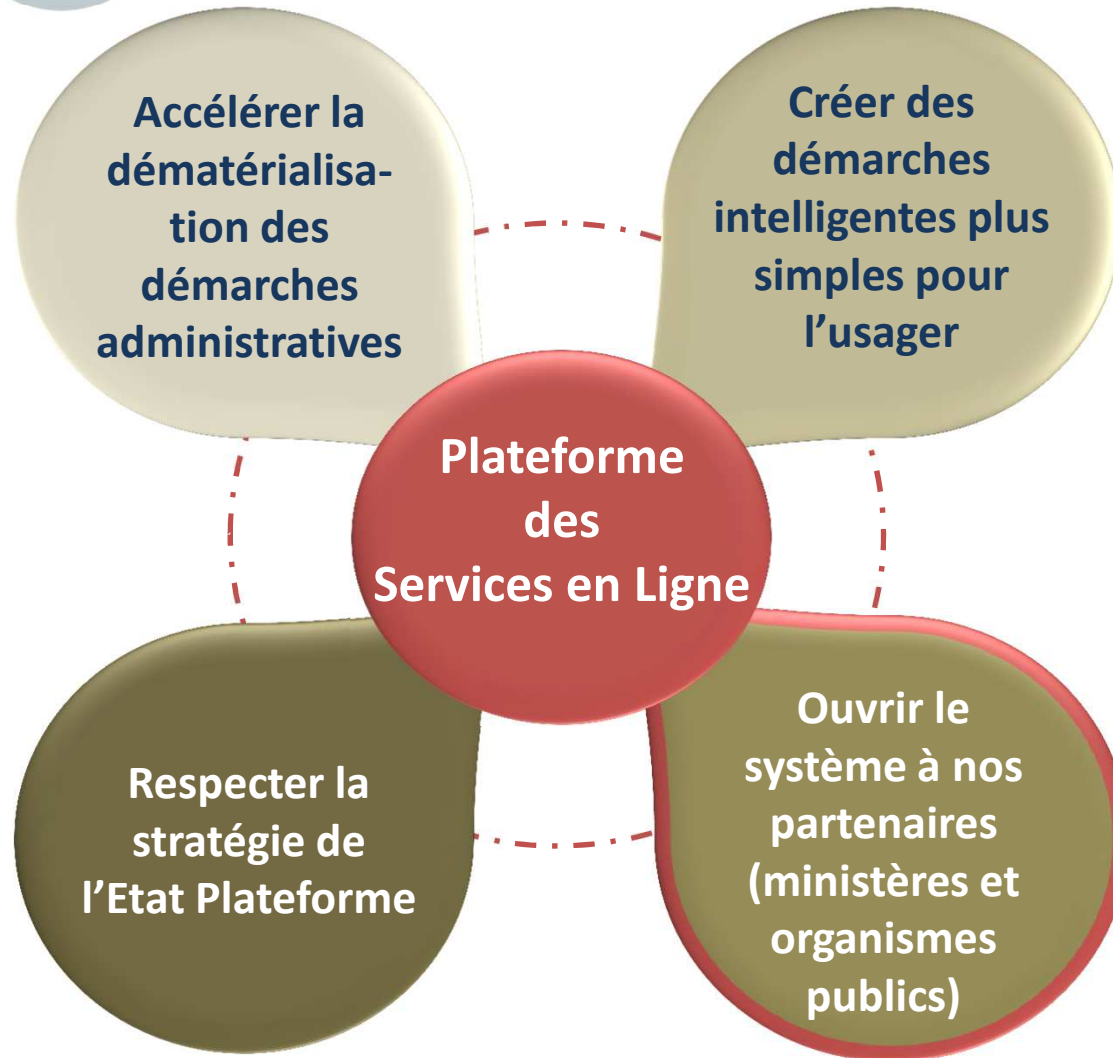 Accélérer la
dématérialisa-
tion des
démarches
administratives
Créer des
démarches
intelligentes plus
simples pour
l’usager
Plateforme
des
Services en Ligne
Respecter la
stratégie de
l’Etat Plateforme
Ouvrir le
système à nos
partenaires
(ministères et
organismes
publics)